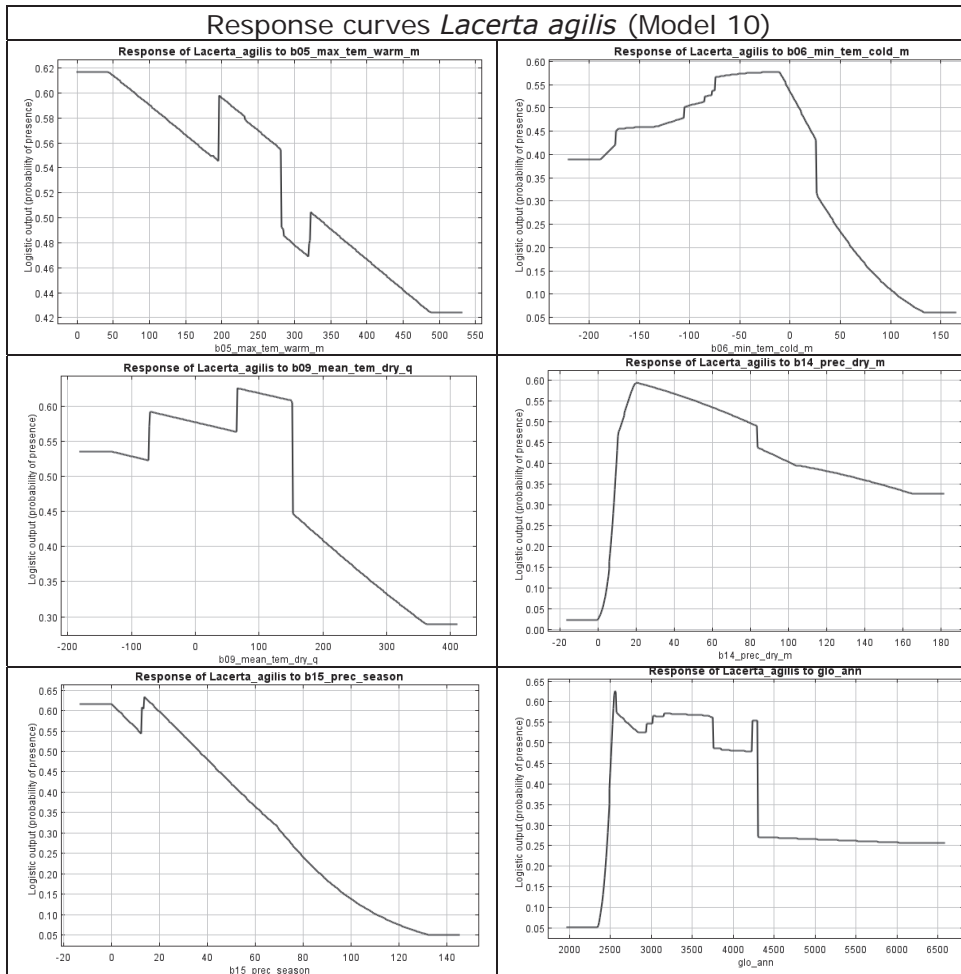 Response curves Lacerta agilis (Model 10)
Response of Lacerta_agilis to b05_max_tem_warm_m
Logistic output (probability of presence)
0.62
0.60
0.58
0.56
0.54
0.52
0.50
0.48
0.46
0.44
0.42
0 50 100 150 200 250 300 350 400 450 500 550
b05_max_tem_warm_m
Response of Lacerta_agilis to b06_min_tem_cold_m
Logistic output (probability of presence)
0.60
0.55
0.50
0.45
0.40
0.35
0.30
0.25
0.20
0.15
0.10
0.05
-200 -150 -100 -50 0 50 100 150
b06_min_tem_cold_m
Response of Lacerta_agilis to b09_mean_tem_dry_q
Logistic output (probability of presence)
0.60
0.55
0.50
0.45
0.40
0.35
0.30
-200 -100 0 100 200 300 400
b09_mean_tem_dry_q
Response of Lacerta_agilis to b14_prec_dry_m
Logistic output (probability of presence)
0.60
0.55
0.50
0.45
0.40
0.35
0.30
0.25
0.20
0.15
0.10
0.05
0.00
-20 0 20 40 60 80 100 120 140 160 180
b14_prec_dry_m
Response of Lacerta_agilis to b15_prec_season
Logistic output (probability of presence)
0.65
0.60
0.55
0.50
0.45
0.40
0.35
0.30
0.25
0.20
0.15
0.10
0.05
-20 0 20 40 60 80 100 120 140
b15_prec_season
Response of Lacerta_agilis to glo_ann
Logistic output (probability of presence)
0.65
0.60
0.55
0.50
0.45
0.40
0.35
0.30
0.25
0.20
0.15
0.10
0.05
2000 2500 3000 3500 4000 4500 5000 5500 6000 6500
glo_ann